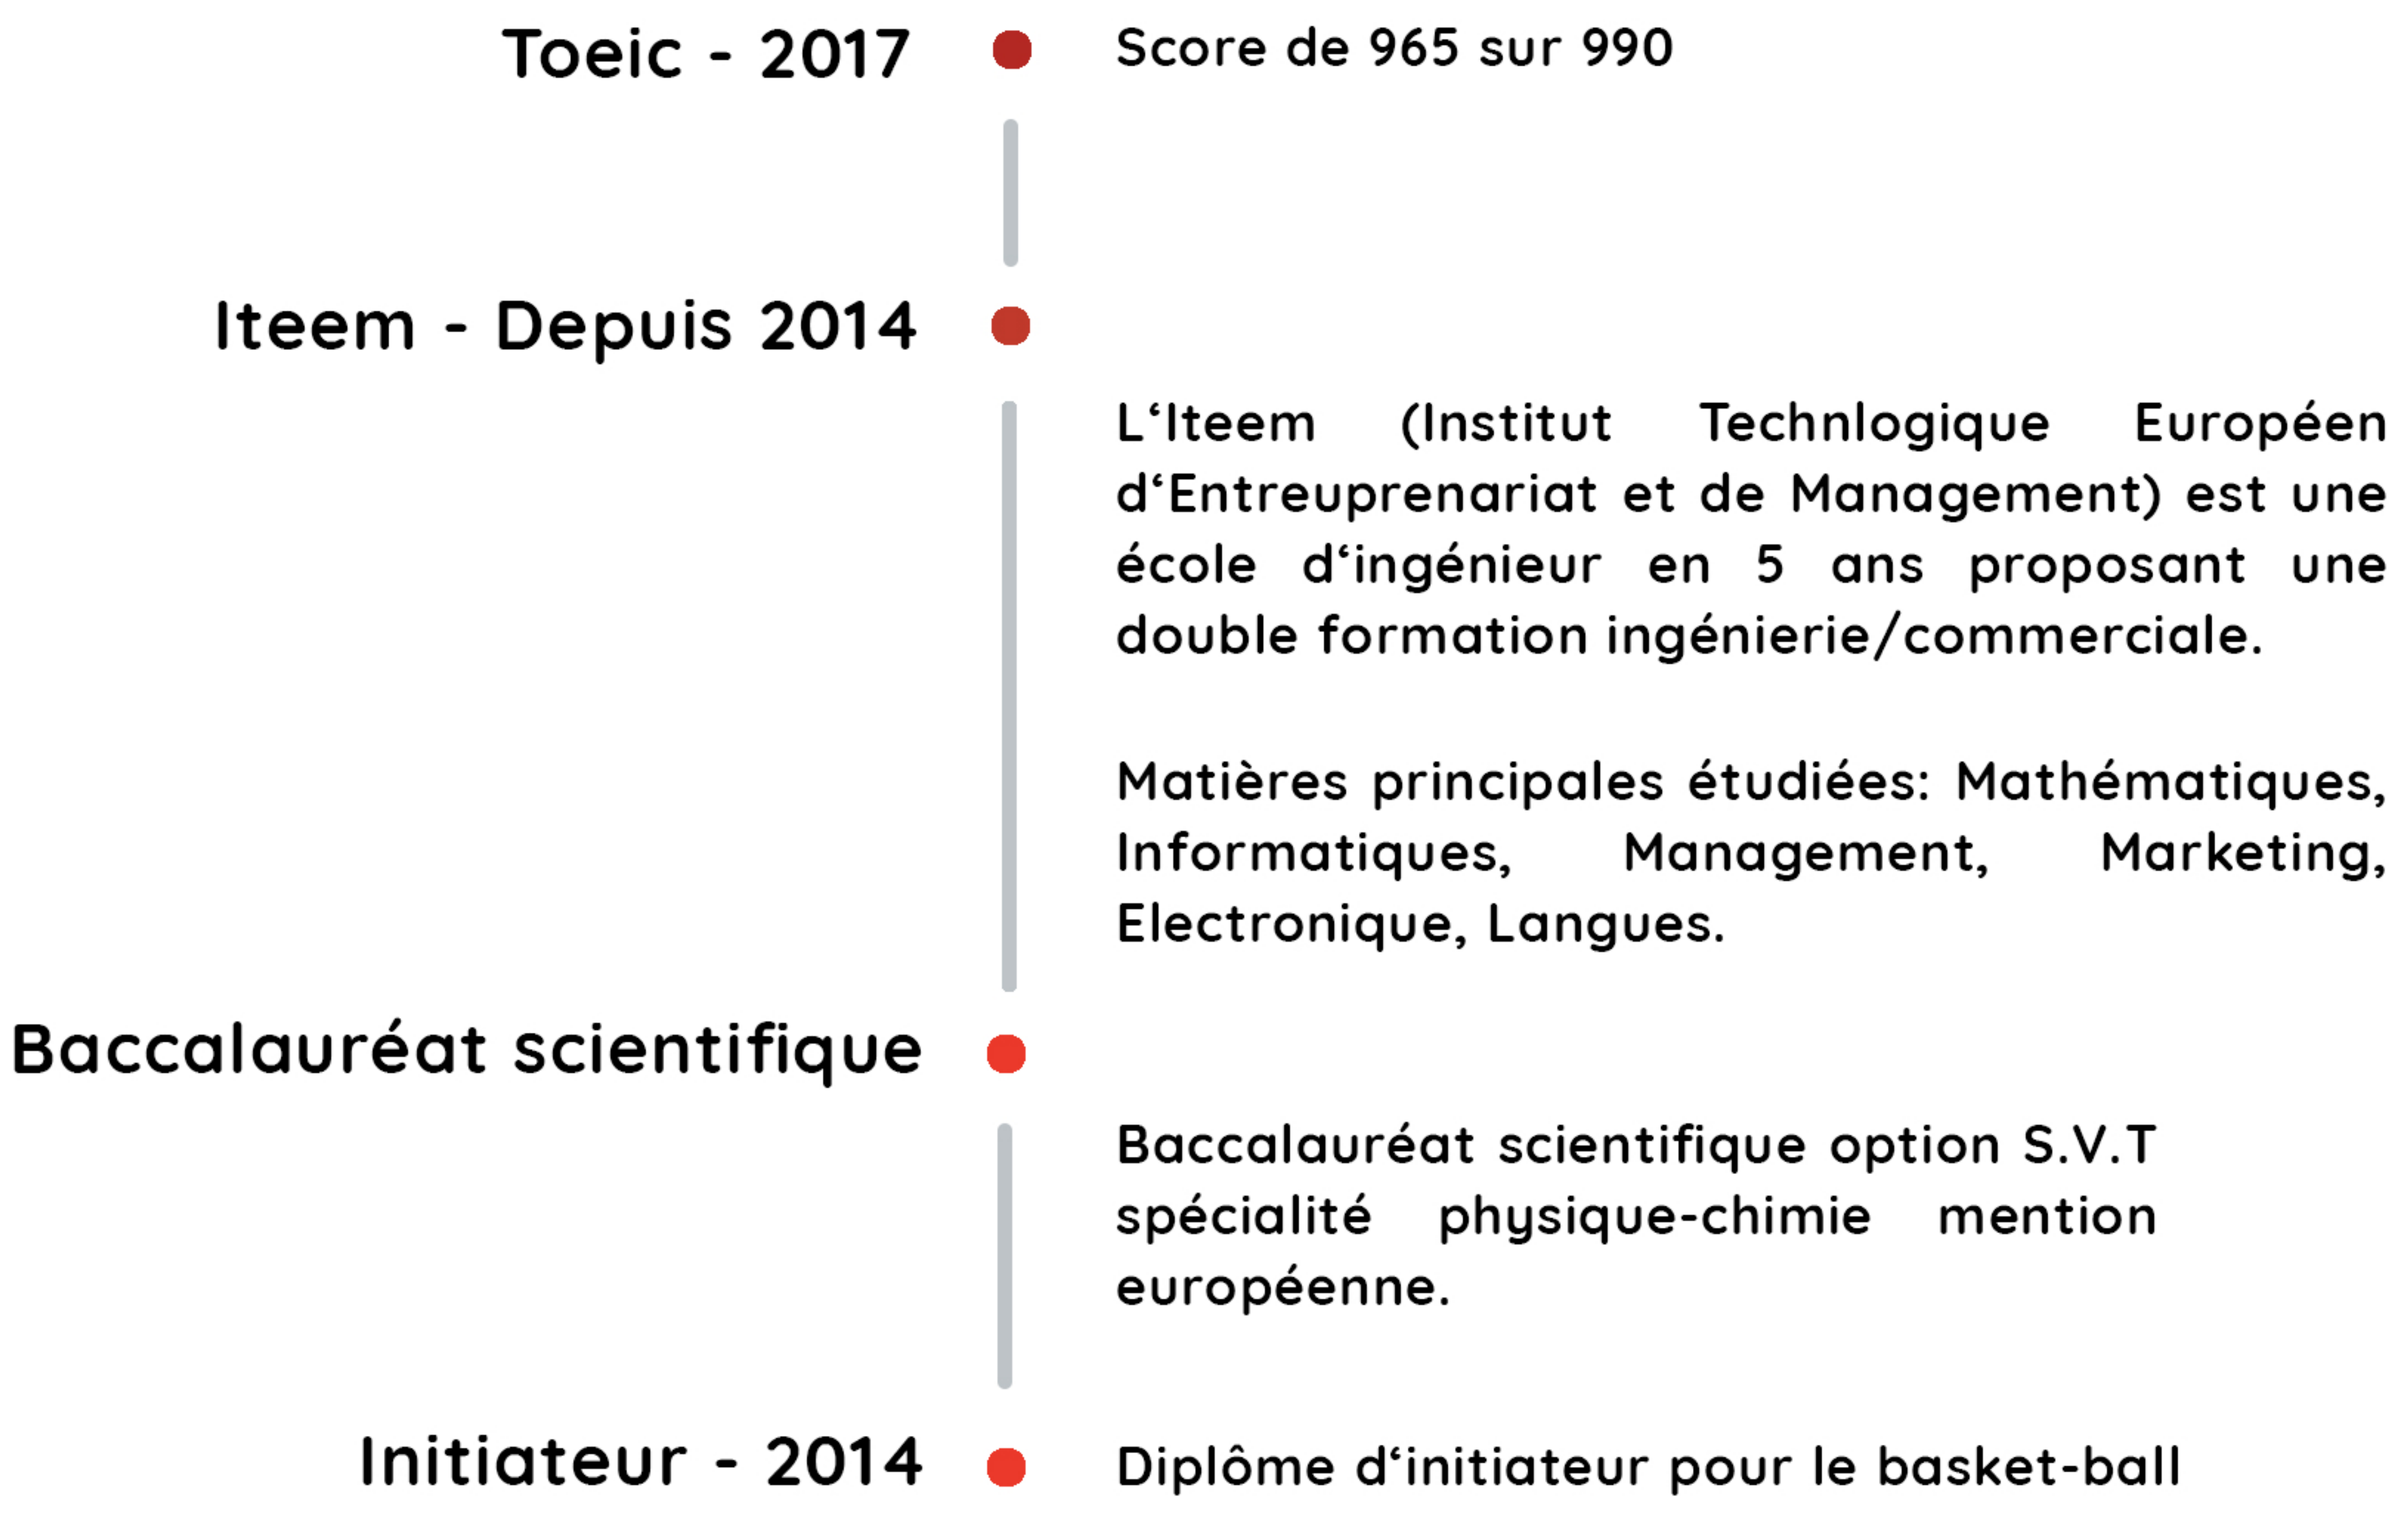 Toeic - 2017
Score de 965 sur 990
Iteem - Depuis 2014
L‘Iteem (Institut Technlogique Européen
d‘Entreuprenariat et de Management) est une
école d‘ingénieur en 5 ans proposant une
double formation ingénierie/commerciale.
Matières principales étudiées: Mathématiques,
Informatiques, Management, Marketing,
Electronique, Langues.
Baccalauréat scientifique
Baccalauréat scientifique option S.V.T
spécialité physique-chimie mention
européenne.
Initiateur - 2014
Diplôme d‘initiateur pour le basket-ball